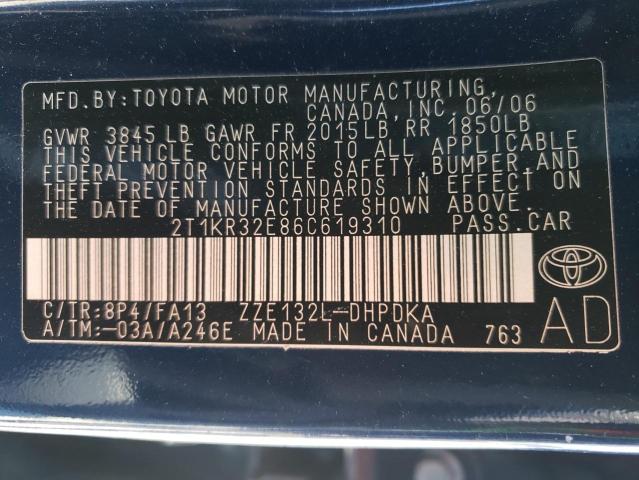 MFD.BY:TOYOTA MOTOR MANUFACTURING,
CANADA,INC. 06/06
GVWR 3845LB GAWR FR 2015LB, RR 1850LB
THIS VEHICLE CONFORMS TO ALL APPLICABLE
FEDERAL MOTOR VEHICLE SAFETY,BUMPER,AND
THEFT PREVENTION STANDARDS IN EFFECT ON
THE DATE OF MANUFACTURE SHOWN ABOVE.
2T1KR32E86C619310 PASS.CAR
C/TR:8P4/FA13 ZZE132L-DHPDKA
A/TM:-03A/A246E MADE IN CANADA 763
AD